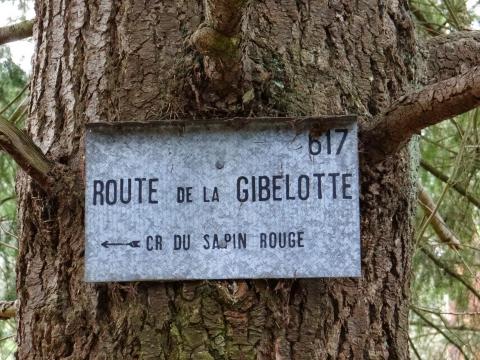 617
ROUTE DE LA GIBELOTTE
← CR DU SAPIN ROUGE